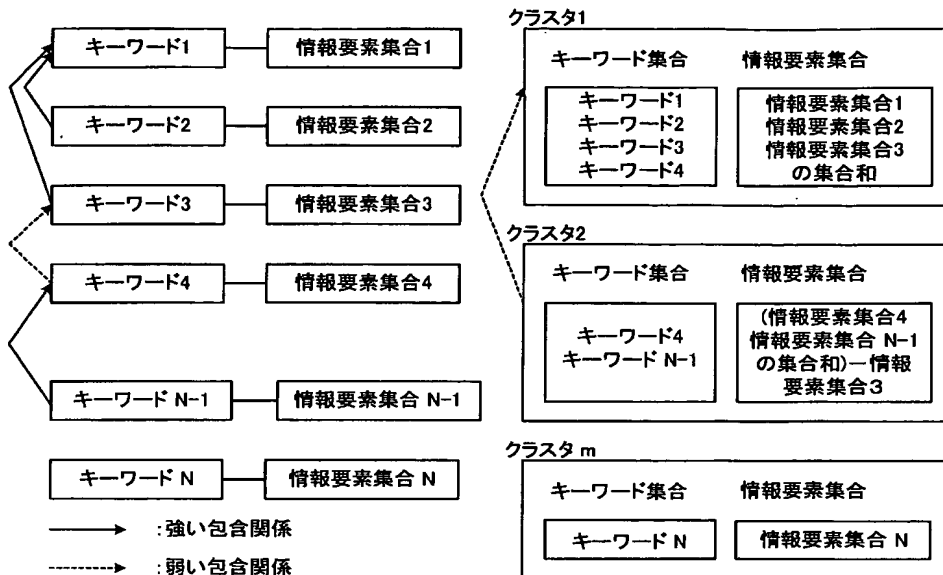 キーワード1
情報要素集合1
キーワード2
情報要素集合2
キーワード3
情報要素集合3
キーワード4
情報要素集合4
キーワード N-1
情報要素集合 N-1
キーワード N
情報要素集合 N
:強い包含関係
:弱い包含関係
クラスタ1
キーワード集合
情報要素集合
キーワード1
キーワード2
キーワード3
キーワード4
情報要素集合1
情報要素集合2
情報要素集合3
の集合和
クラスタ2
キーワード集合
情報要素集合
キーワード4
キーワード N-1
(情報要素集合4
情報要素集合 N-1
の集合和)ー情報
要素集合3
クラスタ m
キーワード集合
情報要素集合
キーワード N
情報要素集合 N